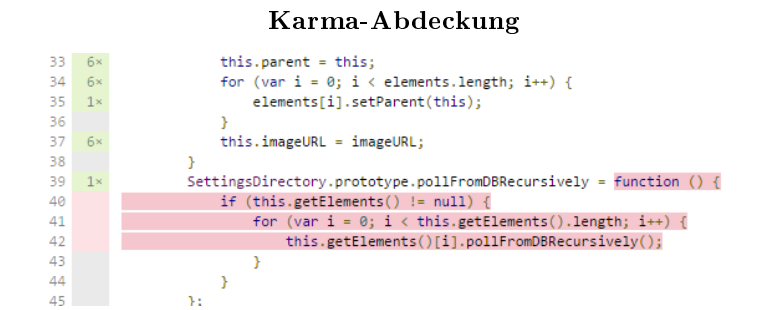 Karma-Abdeckung
33 6× this.parent = this;
34 6× for (var i = 0; i < elements.length; i++) {
35 1× elements[i].setParent(this);
36 }
37 6× this.imageURL = imageURL;
38 }
39 1× SettingsDirectory.prototype.pollFromDBRecursively = function () {
40 if (this.getElements() != null) {
41 for (var i = 0; i < this.getElements().length; i++) {
42 this.getElements()[i].pollFromDBRecursively();
43 }
44 }
45 };